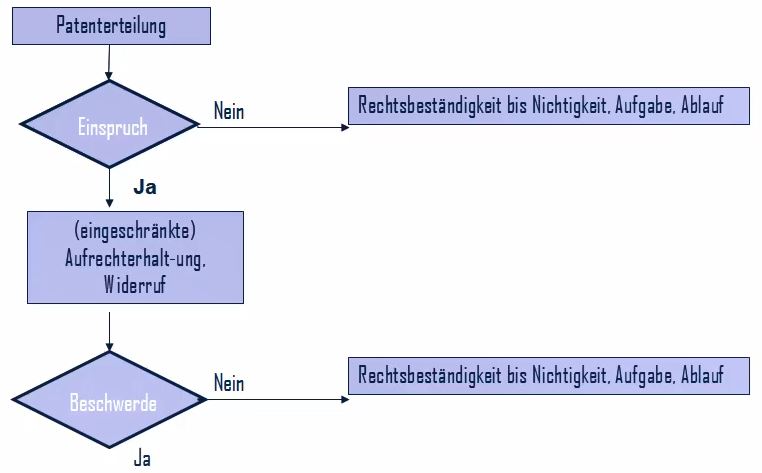 Patenterteilung
Einspruch
Nein
Rechtsbeständigkeit bis Nichtigkeit, Aufgabe, Ablauf
Ja
(eingeschränkte)
Aufrechterhalt-ung,
Widerruf
Beschwerde
Nein
Rechtsbeständigkeit bis Nichtigkeit, Aufgabe, Ablauf
Ja